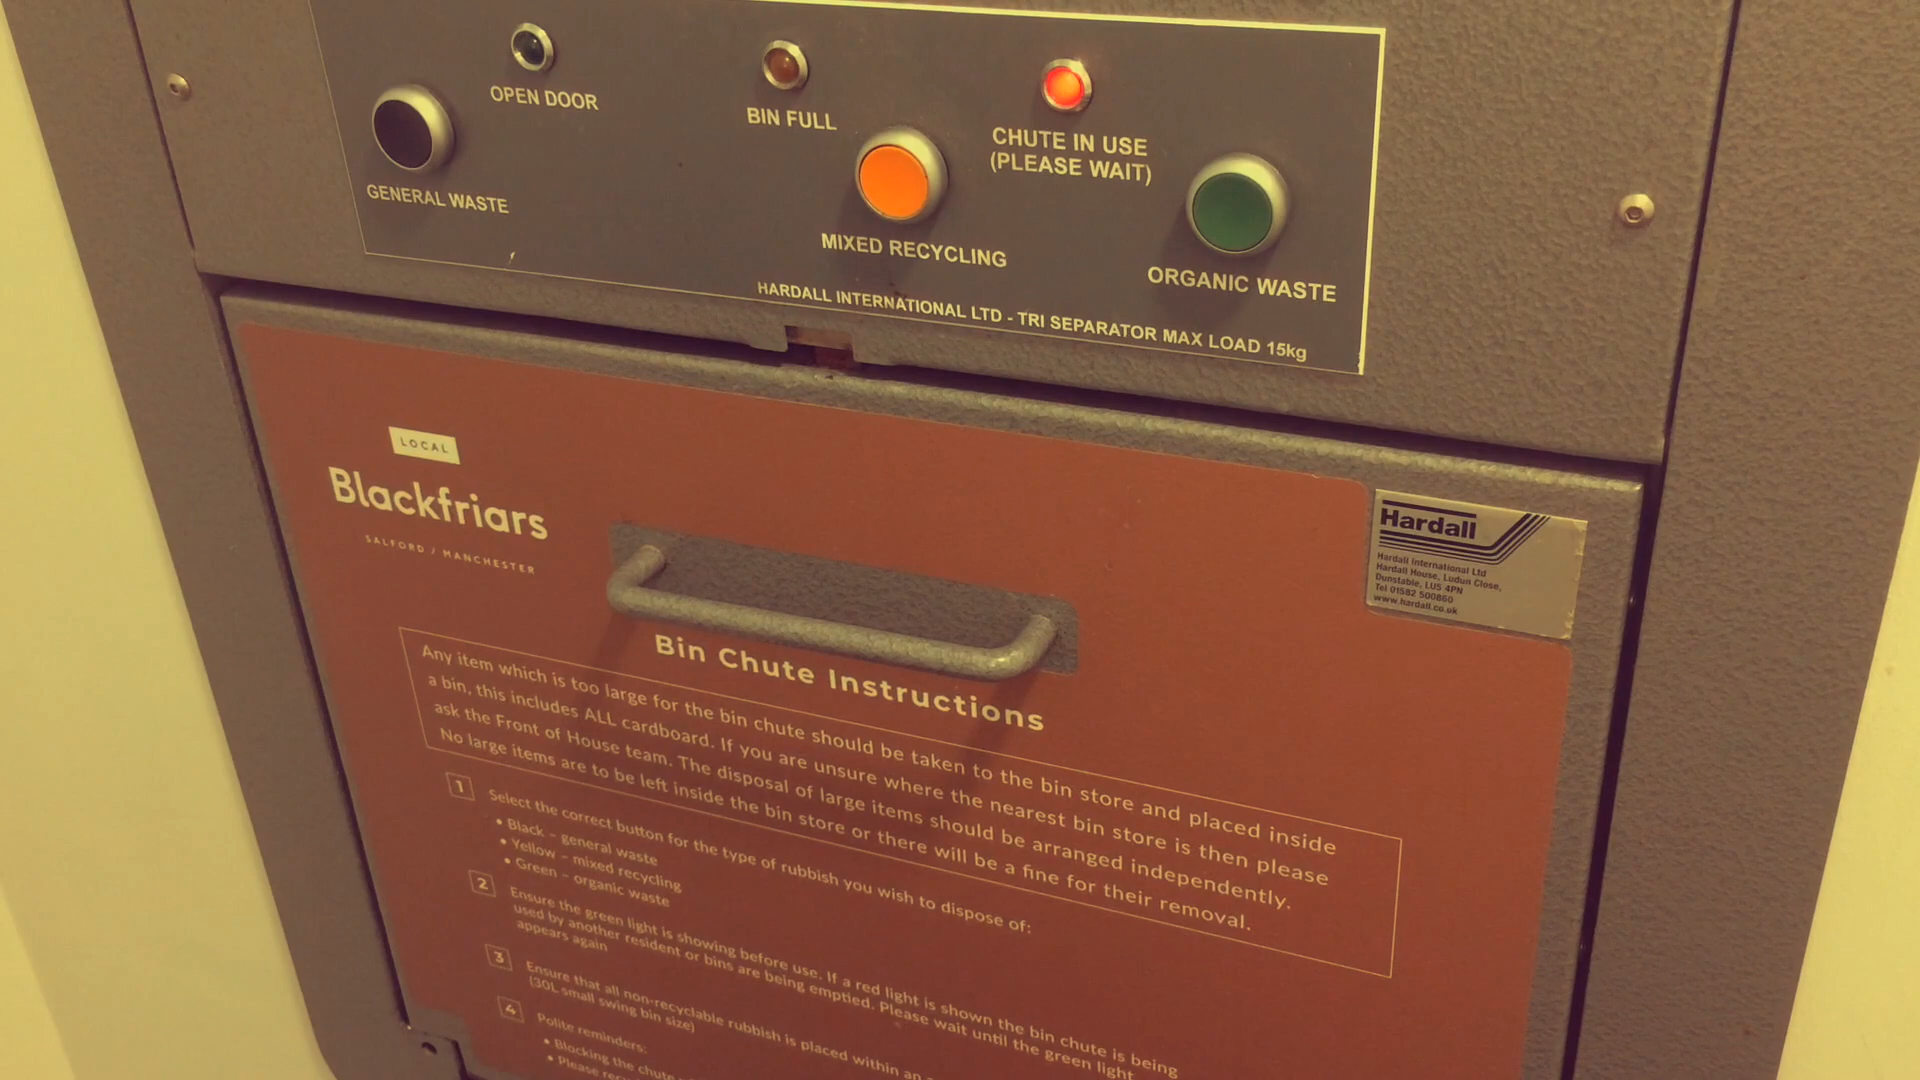 OPEN DOOR
BIN FULL
CHUTE IN USE
(PLEASE WAIT)
GENERAL WASTE
MIXED RECYCLING
ORGANIC WASTE
HARDALL INTERNATIONAL LTD - TRI SEPARATOR MAX LOAD 15kg
LOCAL
Blackfriars
SALFORD / MANCHESTER
Hardall
Hardall International Ltd
Hardall House, Ludun Close,
Dunstable, LU5 4PN
Tel 01582 500860
www.hardall.co.uk
Bin Chute Instructions
Any item which is too large for the bin chute should be taken to the bin store and placed inside
a bin, this includes ALL cardboard. If you are unsure where the nearest bin store is then please
ask the Front of House team. The disposal of large items should be arranged independently.
No large items are to be left inside the bin store or there will be a fine for their removal.
1 Select the correct button for the type of rubbish you wish to dispose of:
• Black – general waste
• Yellow – mixed recycling
• Green – organic waste
2 Ensure the green light is showing before use. If a red light is shown the bin chute is being
used by another resident or bins are being emptied. Please wait until the green light
appears again
3 Ensure that all non-recyclable rubbish is placed within an
(30L small swing bin size)
4 Polite reminders:
• Blocking the chute
• Please